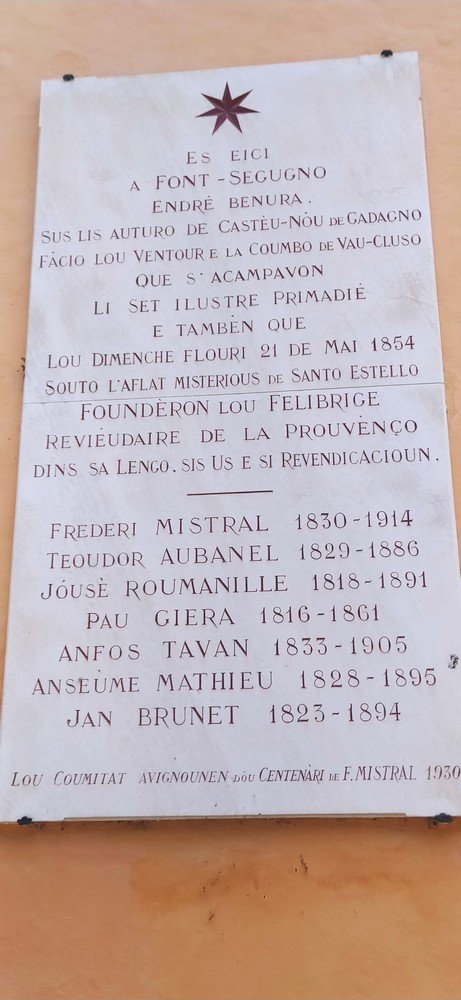 ES EICI
A FONT-SEGUGNO
ENDRÉ BENURA.
SUS LIS AUTURO DE CASTÈU-NÒU DE GADAGNO
FÀCIO LOU VENTOUR E LA COUMBO DE VAU-CLUSO
QUE S'ACAMPAVON
LI SET ILUSTRE PRIMADIÉ
E TAMBÈN QUE
LOU DIMENCHE FLOURI 21 DE MAI 1854
SOUTO L'AFLAT MISTERIOUS DE SANTO ESTELLO
FOUNDÈRON LOU FELIBRIGE
REVIÉUDAIRE DE LA PROUVÈNÇO
DINS SA LENGO, SIS US E SI REVENDICACIOUN.
FREDERI MISTRAL 1830-1914
TEOUDOR AUBANEL 1829-1886
JÓUSÈ ROUMANILLE 1818-1891
PAU GIERA 1816-1861
ANFOS TAVAN 1833-1905
ANSEÙME MATHIEU 1828-1895
JAN BRUNET 1823-1894
LOU COUMITAT AVIGNOUNEN DÓU CENTENÀRI DE F. MISTRAL 1930